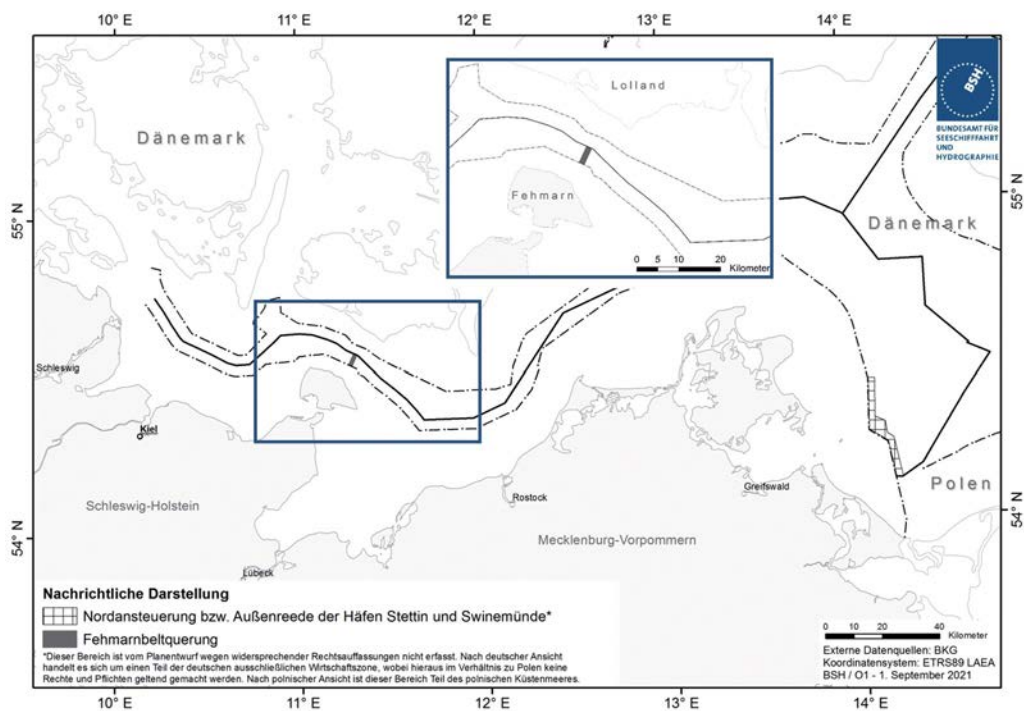 10° E 11° E 12° E 13° E 14° E
Dänemark
Lolland
Fehmarn
0 5 10 20
Kilometer
BSH
BUNDESAMT FÜR
SEESCHIFFFAHRT
UND
HYDROGRAPHIE
55° N
55° N
Dänemark
Schleswig
Kiel
Schleswig-Holstein
Lübeck
Rostock
Greifswald
Mecklenburg-Vorpommern
Polen
54° N
54° N
Nachrichtliche Darstellung
Nordansteuerung bzw. Außenreede der Häfen Stettin und Swinemünde*
Fehmarnbeltquerung
*Dieser Bereich ist vom Planentwurf wegen widersprechender Rechtsauffassungen nicht erfasst. Nach deutscher Ansicht
handelt es sich um einen Teil der deutschen ausschließlichen Wirtschaftszone, wobei hieraus im Verhältnis zu Polen keine
Rechte und Pflichten geltend gemacht werden. Nach polnischer Ansicht ist dieser Bereich Teil des polnischen Küstenmeeres.
0 10 20 40
Kilometer
Externe Datenquellen: BKG
Koordinatensystem: ETRS89 LAEA
BSH / O1 - 1. September 2021
10° E 11° E 12° E 13° E 14° E